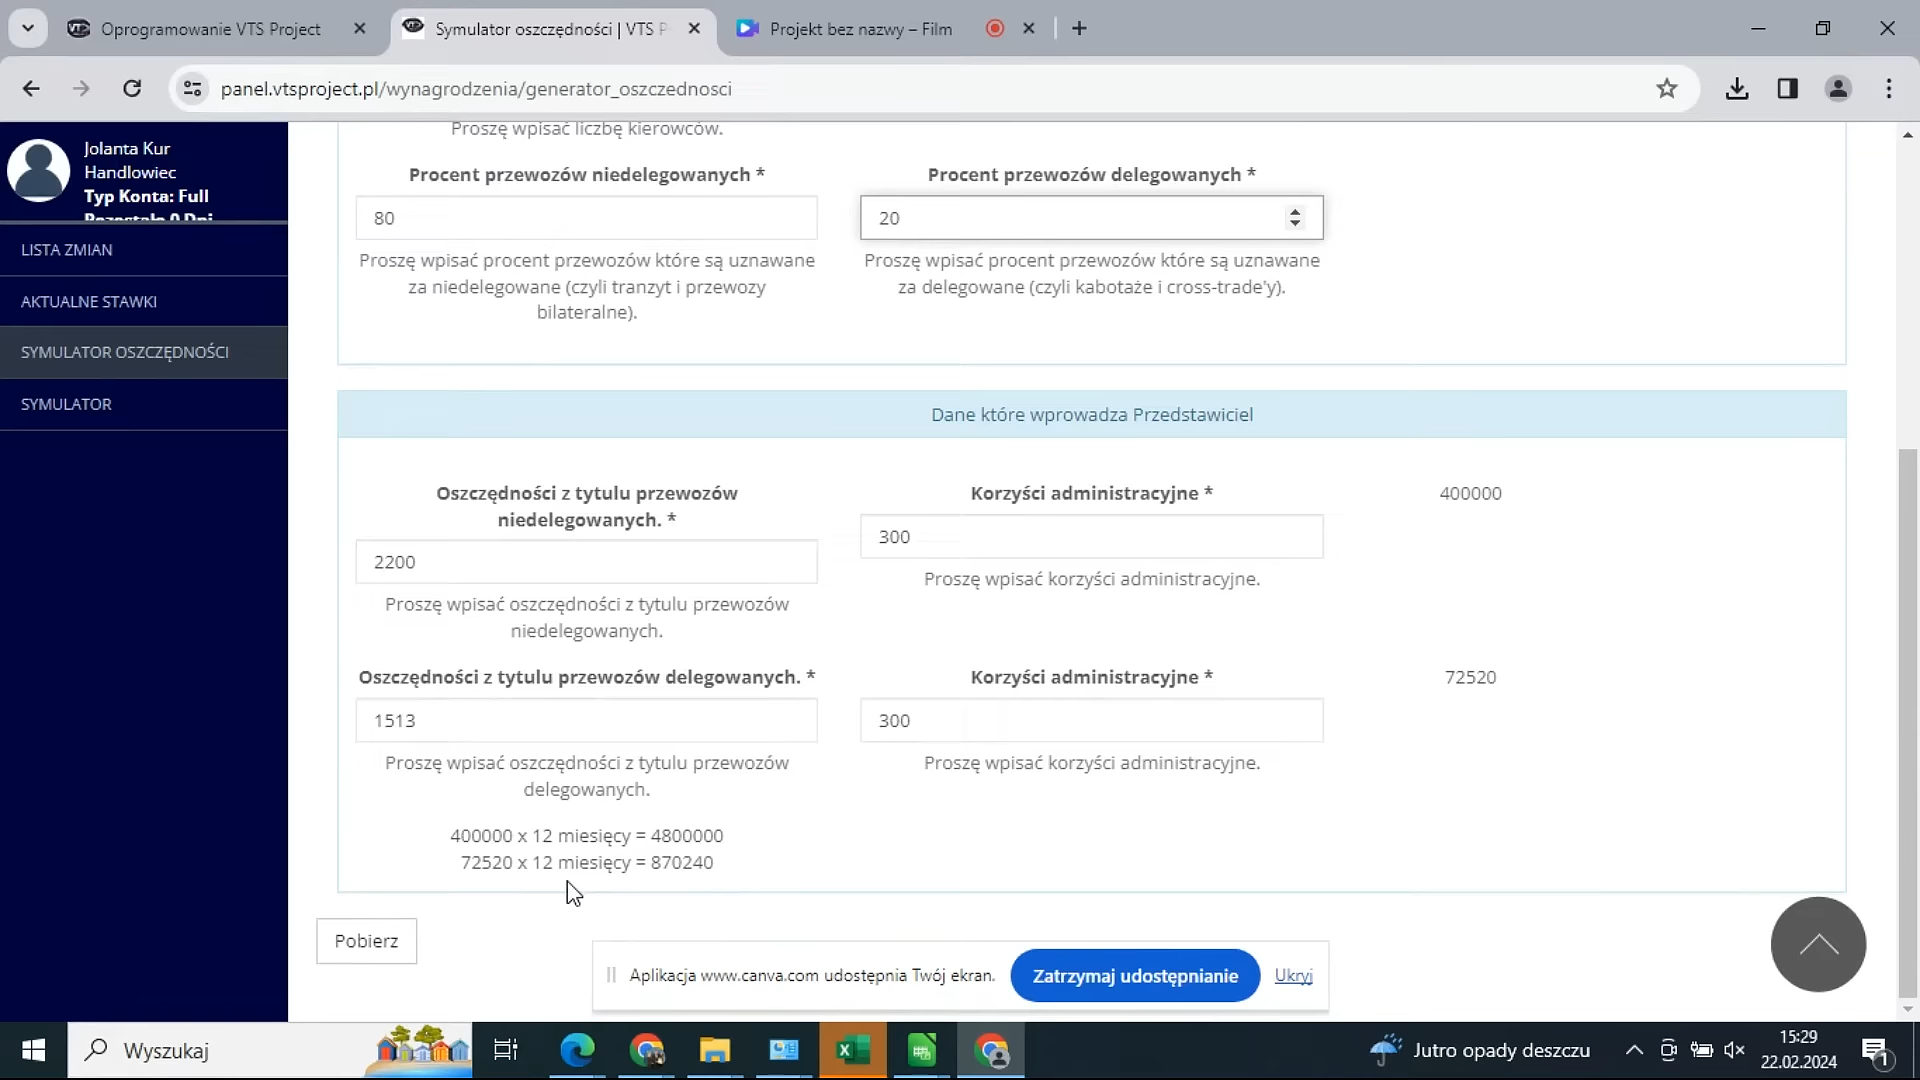 Oprogramowanie VTS Project
Symulator oszczędności | VTS P
Projekt bez nazwy – Film
panel.vtsproject.pl/wynagrodzenia/generator_oszczednosci
Jolanta Kur
Handlowiec
Typ Konta: Full
Pozostało 0 Dni
LISTA ZMIAN
AKTUALNE STAWKI
SYMULATOR OSZCZĘDNOŚCI
SYMULATOR
Proszę wpisać liczbę kierowców.
Procent przewozów niedelegowanych *
Procent przewozów delegowanych *
80
20
Proszę wpisać procent przewozów które są uznawane
za niedelegowane (czyli tranzyt i przewozy
bilateralne).
Proszę wpisać procent przewozów które są uznawane
za delegowane (czyli kabotaże i cross-trade'y).
Dane które wprowadza Przedstawiciel
Oszczędności z tytułu przewozów
niedelegowanych. *
Korzyści administracyjne *
400000
2200
300
Proszę wpisać oszczędności z tytułu przewozów
niedelegowanych.
Proszę wpisać korzyści administracyjne.
Oszczędności z tytulu przewozów delegowanych. *
Korzyści administracyjne *
72520
1513
300
Proszę wpisać oszczędności z tytułu przewozów
delegowanych.
Proszę wpisać korzyści administracyjne.
400000 x 12 miesięcy = 4800000
72520 x 12 miesięcy = 870240
Pobierz
Aplikacja www.canva.com udostępnia Twój ekran.
Zatrzymaj udostępnianie
Ukryj
Wyszukaj
Jutro opady deszczu
15:29
22.02.2024
1